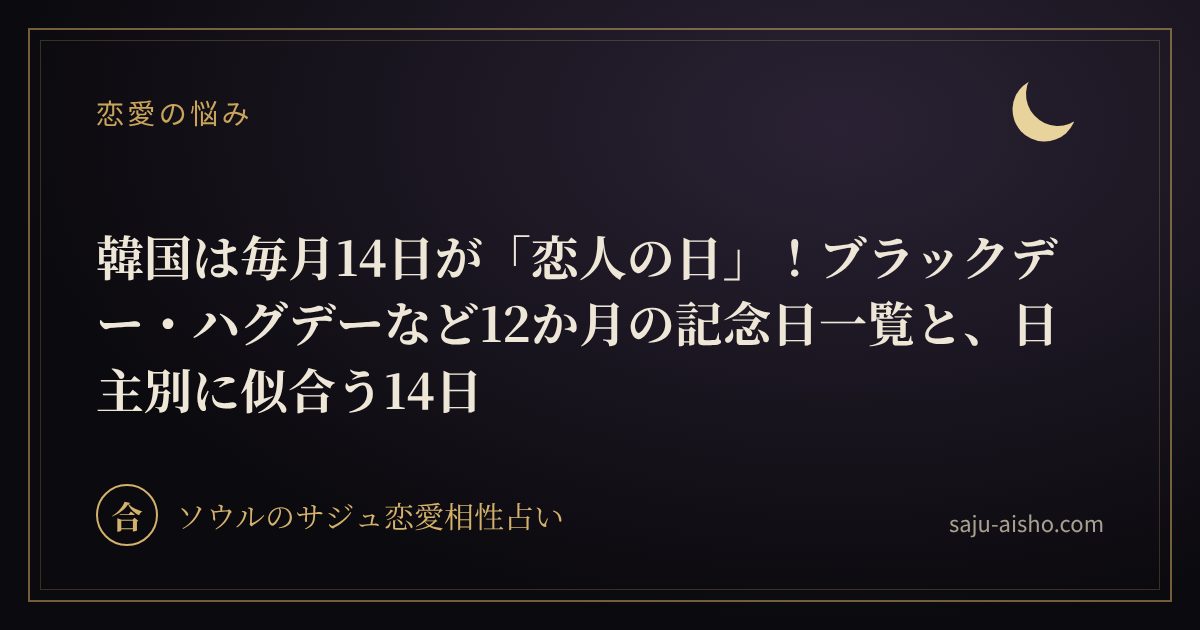 恋愛の悩み
韓国は毎月14日が「恋人の日」！ブラックデ
ー・ハグデーなど12か月の記念日一覧と、日
主別に似合う14日
合 ソウルのサジュ恋愛相性占い
saju-aisho.com